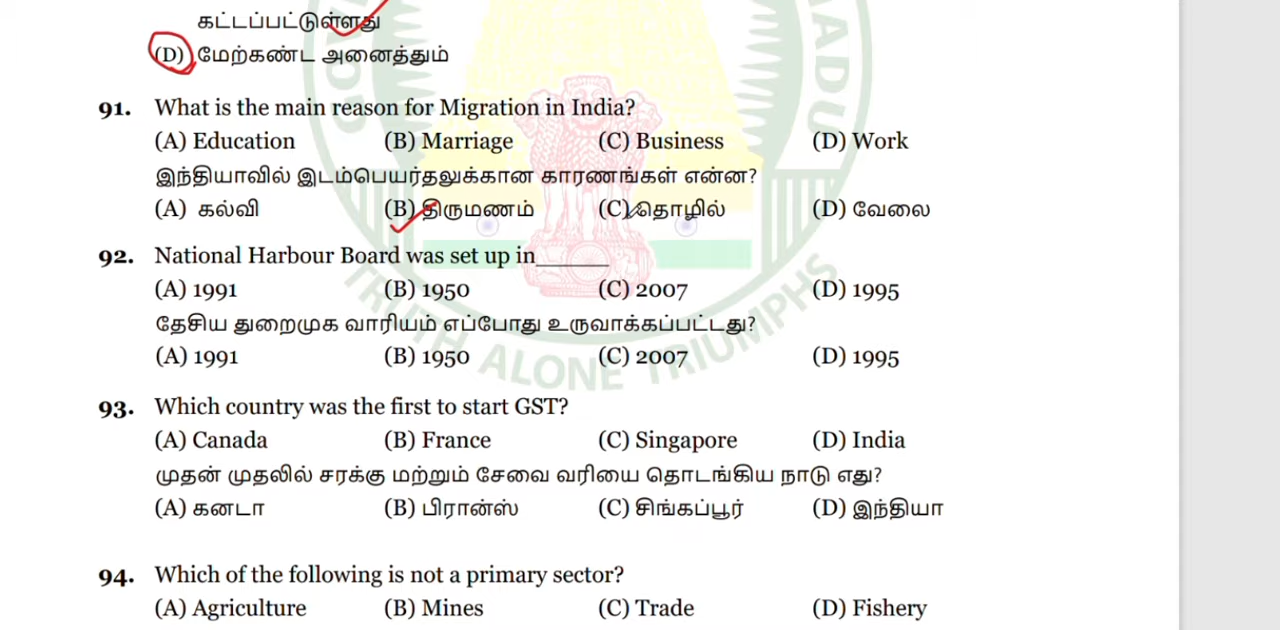 கட்டப்பட்டுள்ளது
(D) மேற்கண்ட அனைத்தும்
91. What is the main reason for Migration in India?
(A) Education (B) Marriage (C) Business (D) Work
இந்தியாவில் இடம்பெயர்தலுக்கான காரணங்கள் என்ன?
(A) கல்வி (B) திருமணம் (C) தொழில் (D) வேலை
92. National Harbour Board was set up in______
(A) 1991 (B) 1950 (C) 2007 (D) 1995
தேசிய துறைமுக வாரியம் எப்போது உருவாக்கப்பட்டது?
(A) 1991 (B) 1950 (C) 2007 (D) 1995
TRUTH ALONE TRIUMPHS
93. Which country was the first to start GST?
(A) Canada (B) France (C) Singapore (D) India
முதன் முதலில் சரக்கு மற்றும் சேவை வரியை தொடங்கிய நாடு எது?
(A) கனடா (B) பிரான்ஸ் (C) சிங்கப்பூர் (D) இந்தியா
94. Which of the following is not a primary sector?
(A) Agriculture (B) Mines (C) Trade (D) Fishery